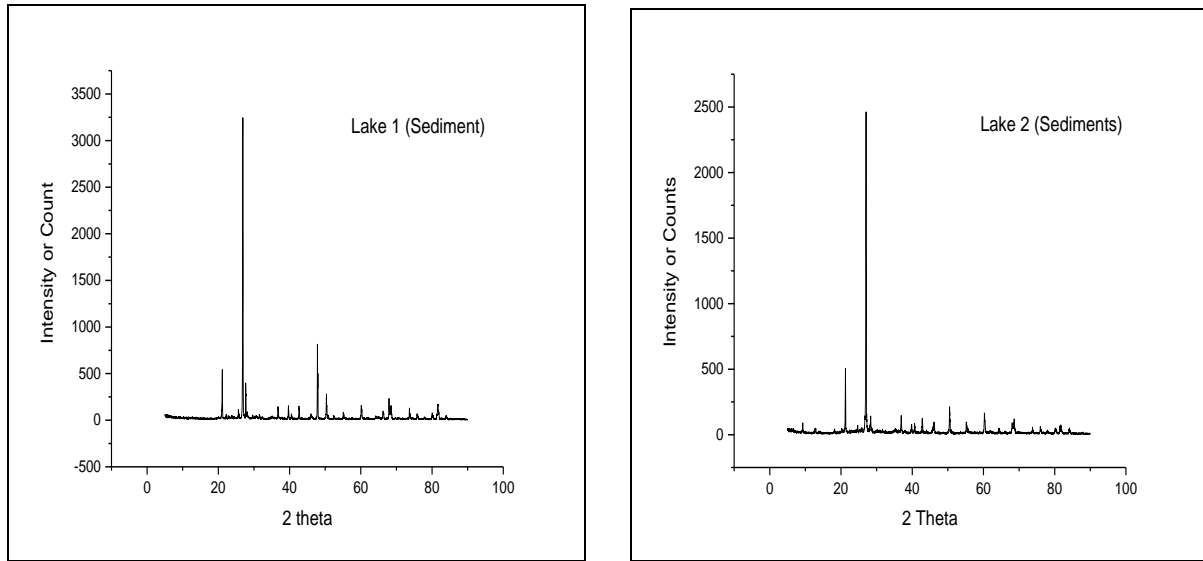 Lake 1 (Sediment)
Intensity or Count
3500
3000
2500
2000
1500
1000
500
0
-500
0 20 40 60 80 100
2 theta
Lake 2 (Sediments)
Intensity or Counts
2500
2000
1500
1000
500
0
0 20 40 60 80 100
2 Theta